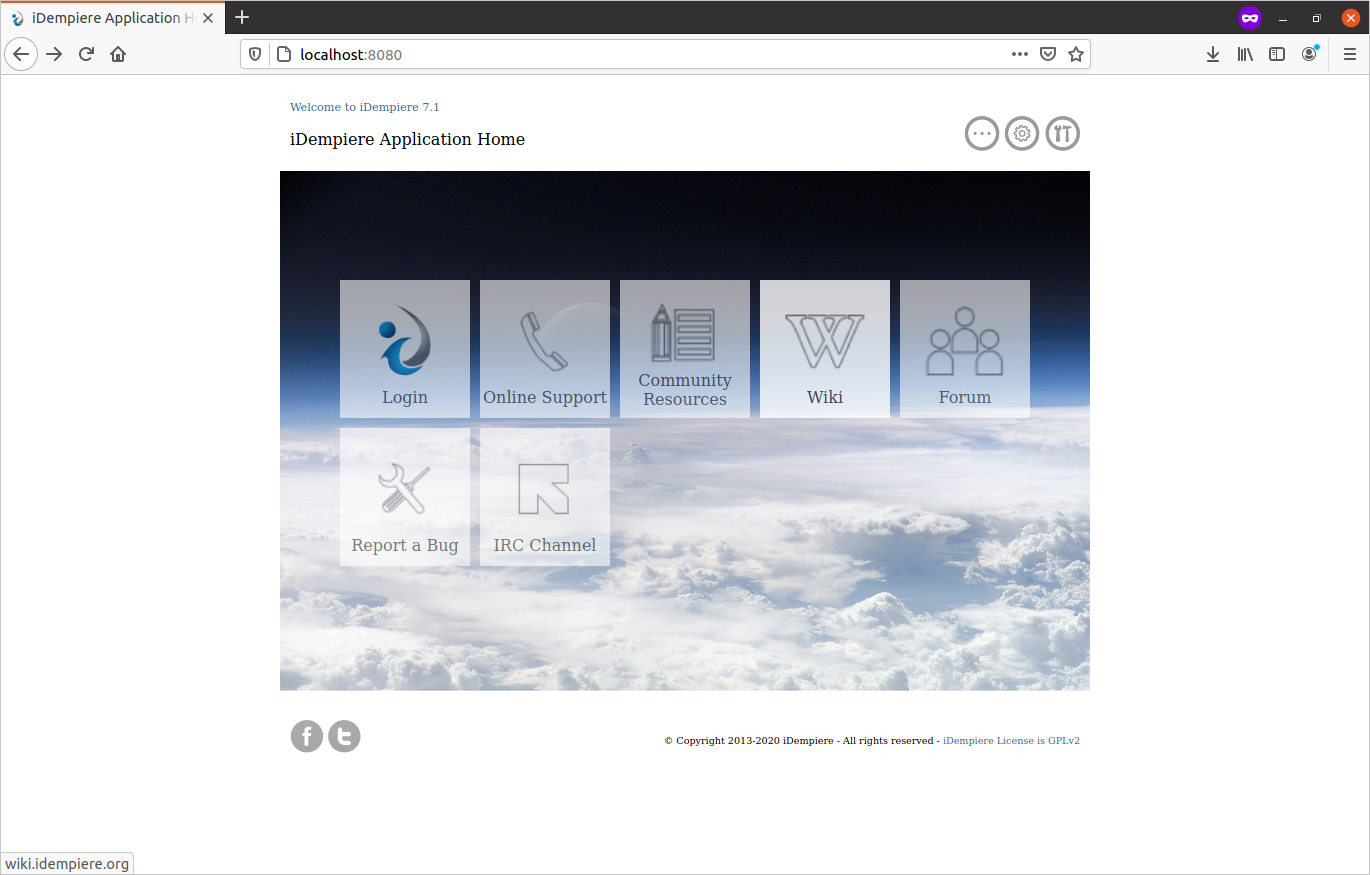 iDempiere Application H
localhost:8080
Welcome to iDempiere 7.1
iDempiere Application Home
Login
Online Support
Community
Resources
Wiki
Forum
Report a Bug
IRC Channel
© Copyright 2013-2020 iDempiere - All rights reserved - iDempiere License is GPLv2
wiki.idempiere.org